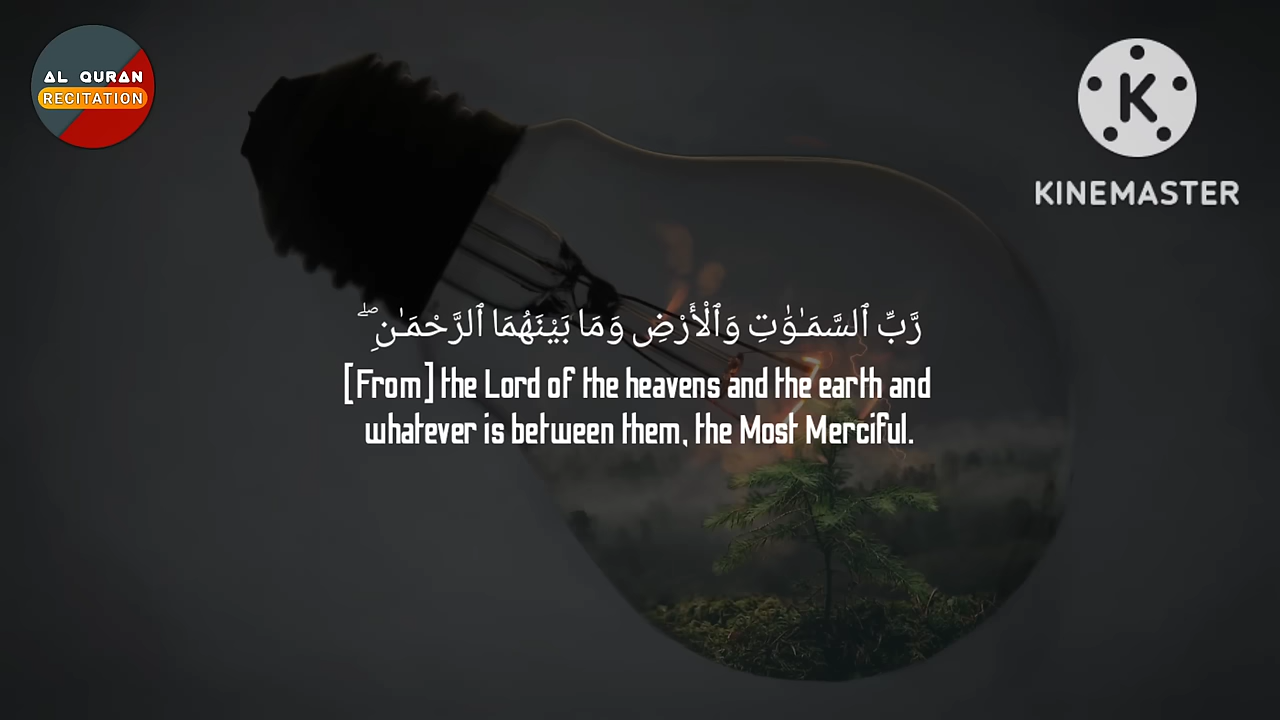 AL QURAN
RECITATION
K
KINEMASTER
رَّبِّ ٱلسَّمَـٰوَٰتِ وَٱلْأَرْضِ وَمَا بَيْنَهُمَا ٱلرَّحْمَـٰنِ ۖ
[From] the Lord of the heavens and the earth and
whatever is between them, the Most Merciful.